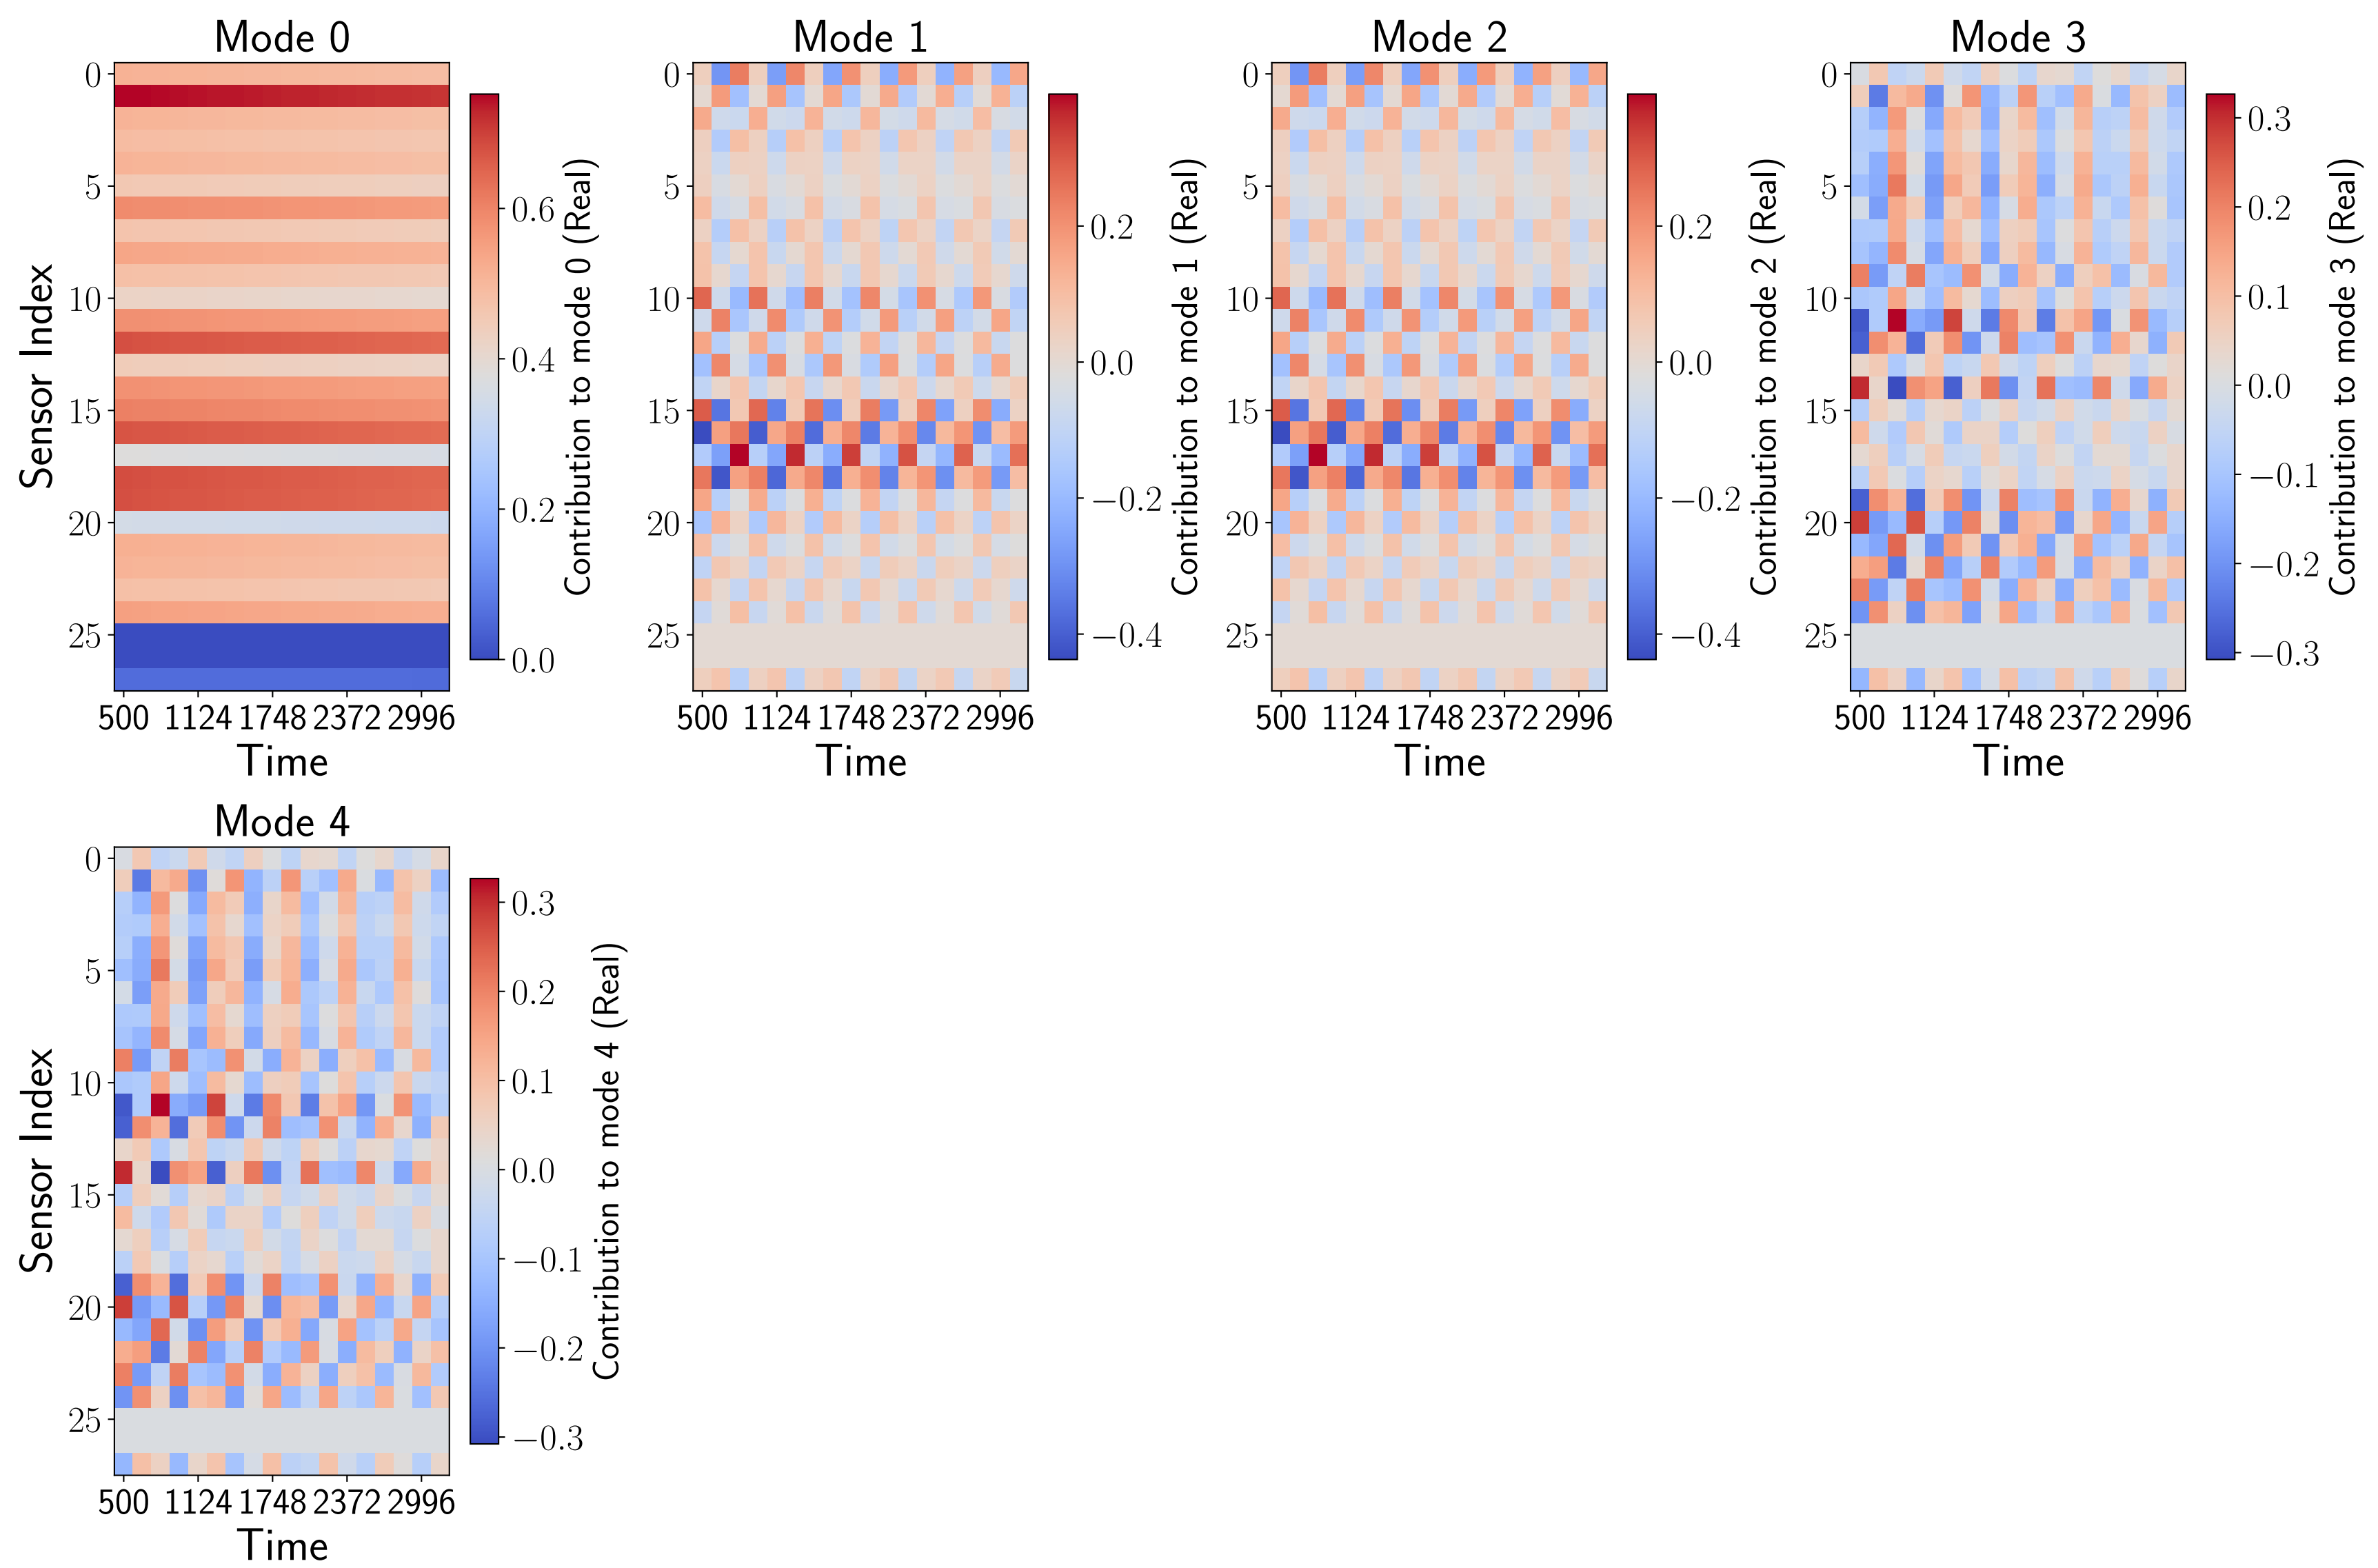 Mode 0
Mode 1
Mode 2
Mode 3
0
5
10
15
20
25
Sensor Index
500 1124 1748 2372 2996
Time
0.6
0.4
0.2
0.0
Contribution to mode 0 (Real)
0
5
10
15
20
25
500 1124 1748 2372 2996
Time
0.2
0.0
−0.2
−0.4
Contribution to mode 1 (Real)
0
5
10
15
20
25
500 1124 1748 2372 2996
Time
0.2
0.0
−0.2
−0.4
Contribution to mode 2 (Real)
0
5
10
15
20
25
500 1124 1748 2372 2996
Time
0.3
0.2
0.1
0.0
−0.1
−0.2
−0.3
Contribution to mode 3 (Real)
Mode 4
0
5
10
15
20
25
Sensor Index
500 1124 1748 2372 2996
Time
0.3
0.2
0.1
0.0
−0.1
−0.2
−0.3
Contribution to mode 4 (Real)